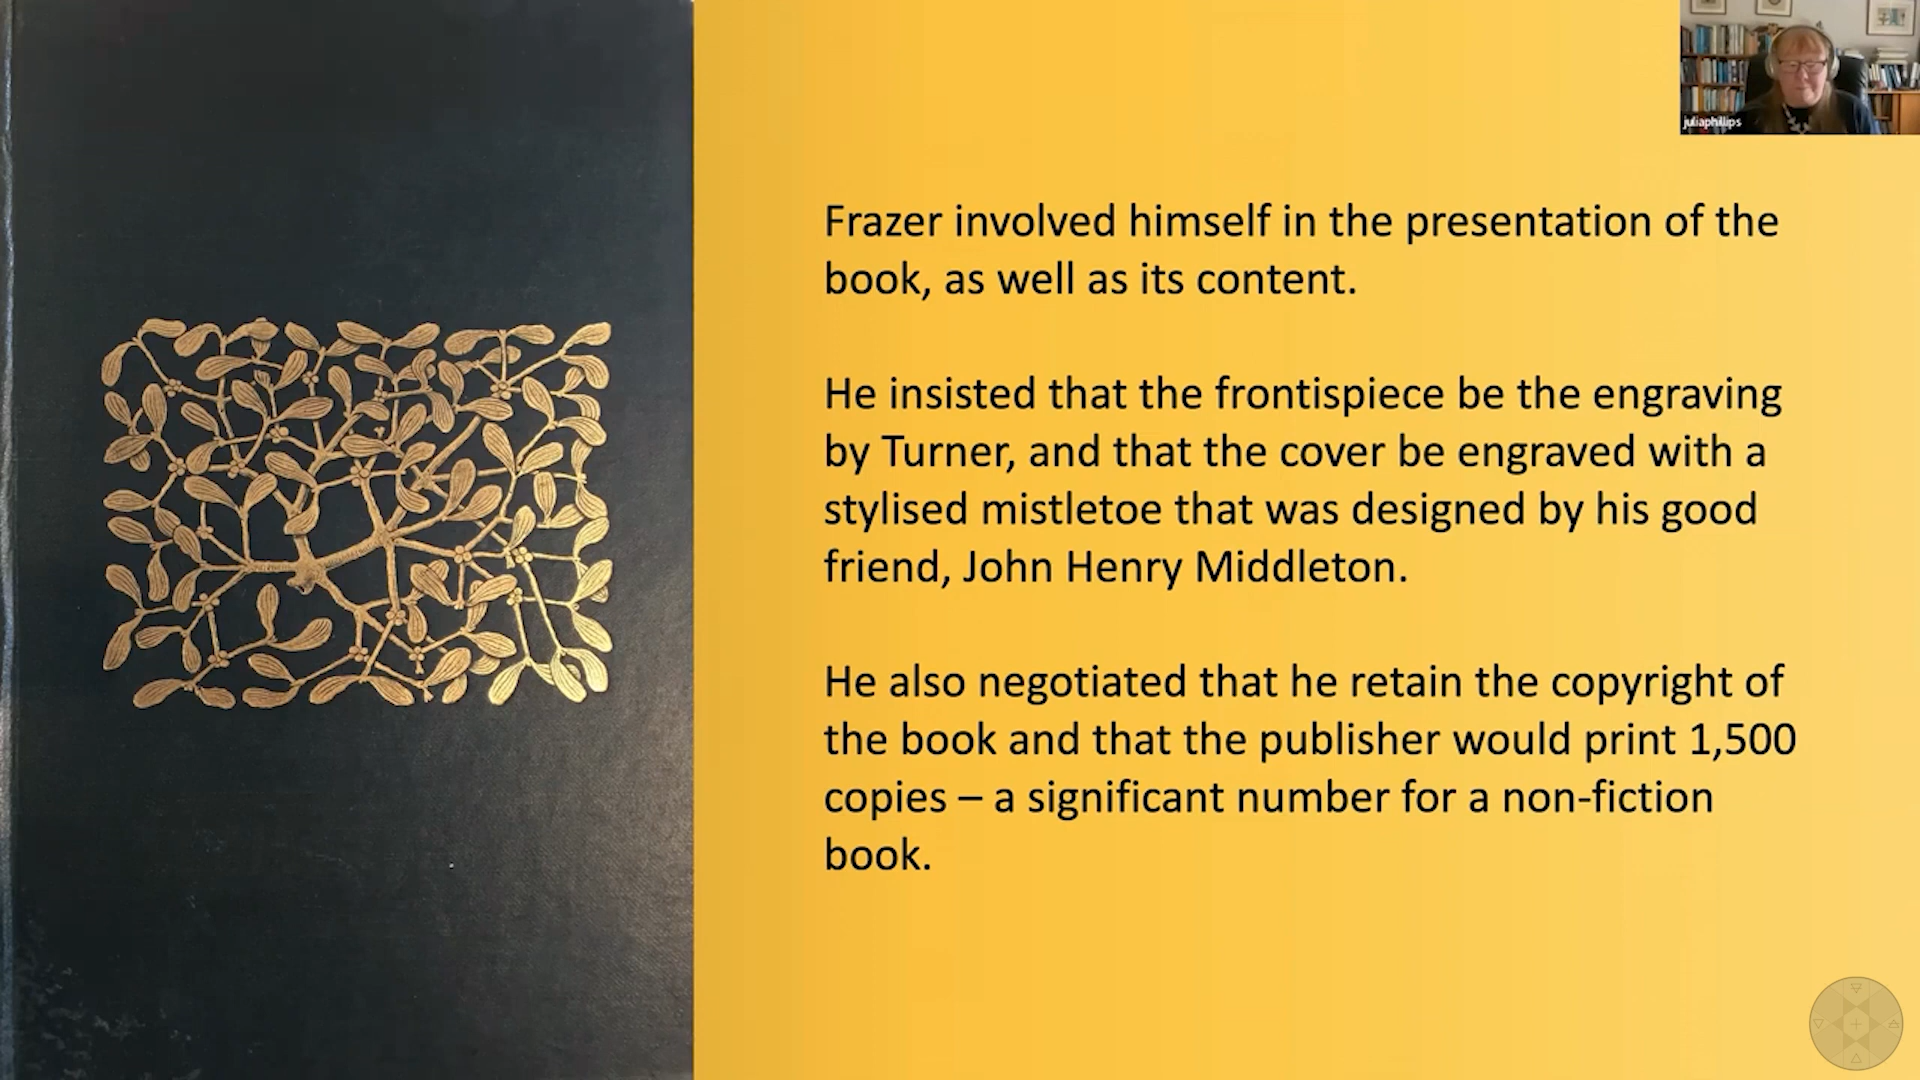 juliaphillips
Frazer involved himself in the presentation of the
book, as well as its content.
He insisted that the frontispiece be the engraving
by Turner, and that the cover be engraved with a
stylised mistletoe that was designed by his good
friend, John Henry Middleton.
He also negotiated that he retain the copyright of
the book and that the publisher would print 1,500
copies – a significant number for a non-fiction
book.